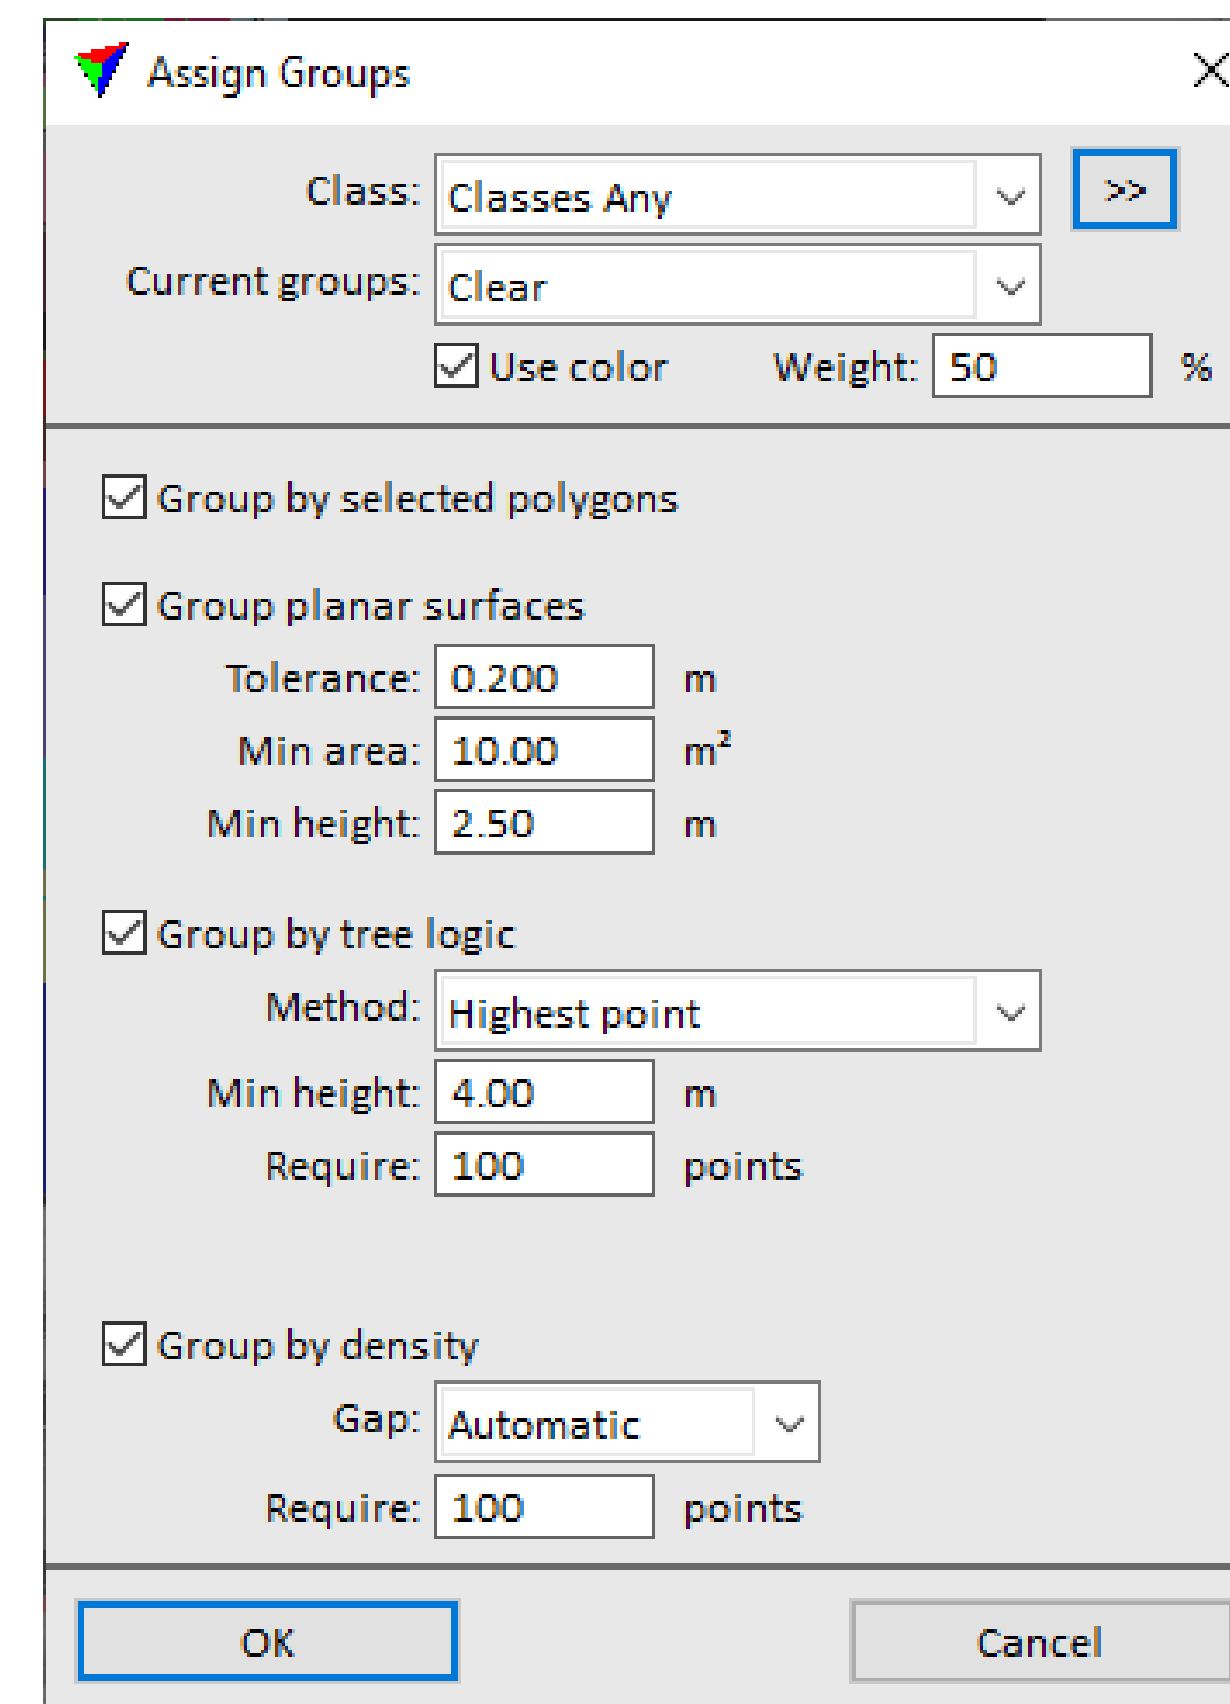 Assign Groups
Class: Classes Any >>
Current groups: Clear
Use color Weight: 50 %
Group by selected polygons
Group planar surfaces
Tolerance: 0.200 m
Min area: 10.00 m²
Min height: 2.50 m
Group by tree logic
Method: Highest point
Min height: 4.00 m
Require: 100 points
Group by density
Gap: Automatic
Require: 100 points
OK Cancel